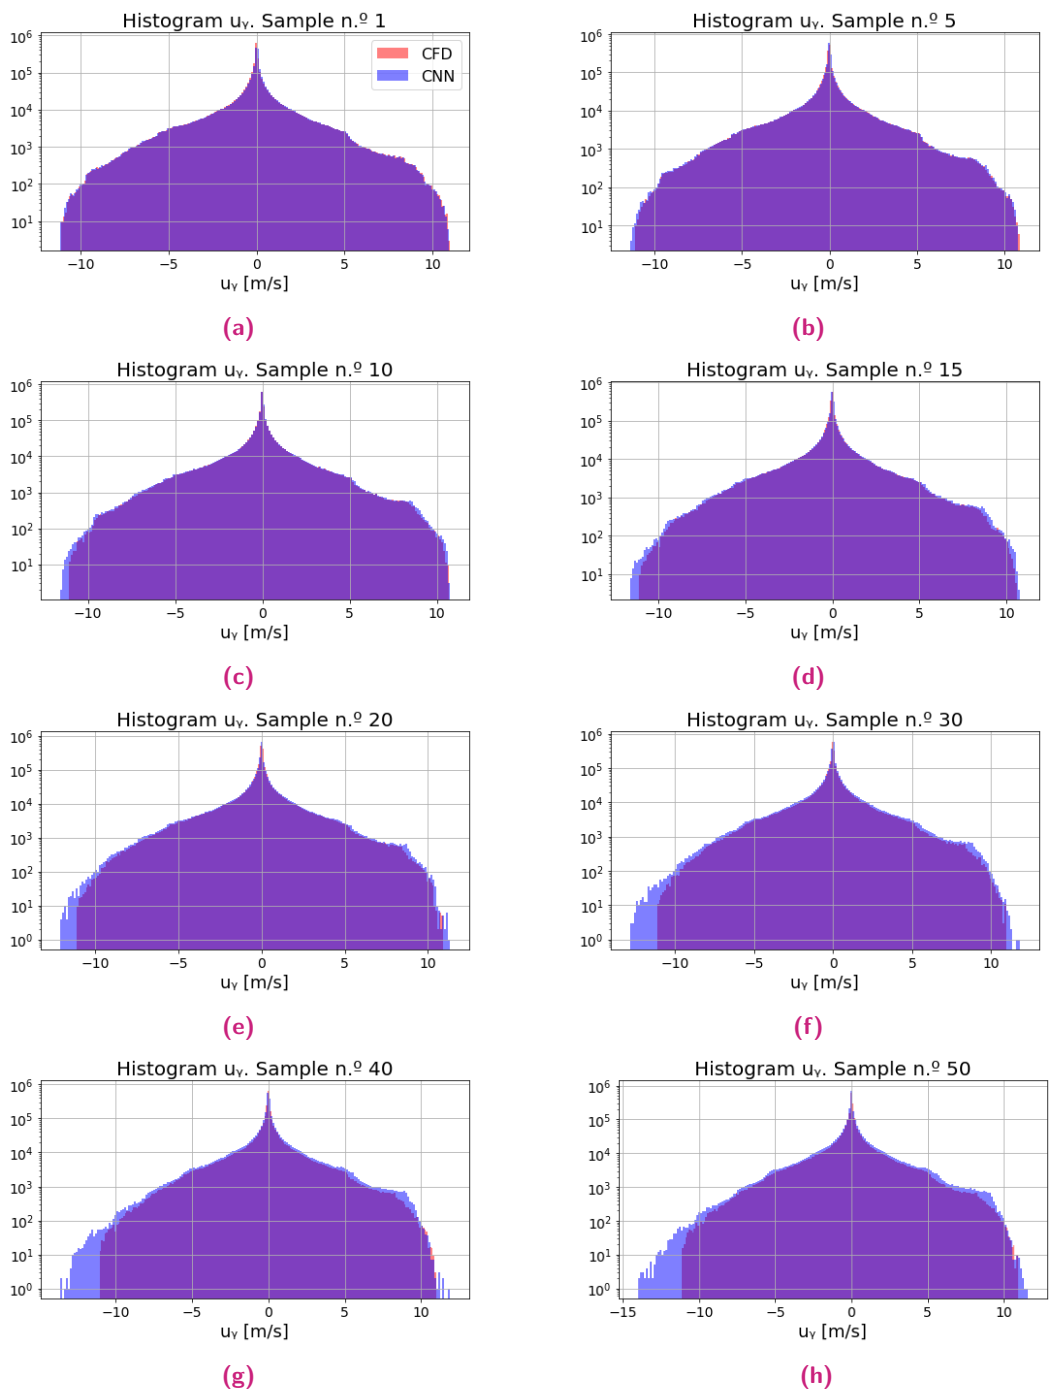 Histogram uᵧ. Sample n.º 1
10⁶
10⁵
10⁴
10³
10²
10¹
CFD
CNN
−10 −5 0 5 10
uᵧ [m/s]
(a)
Histogram uᵧ. Sample n.º 5
10⁶
10⁵
10⁴
10³
10²
10¹
−10 −5 0 5 10
uᵧ [m/s]
(b)
Histogram uᵧ. Sample n.º 10
10⁶
10⁵
10⁴
10³
10²
10¹
−10 −5 0 5 10
uᵧ [m/s]
(c)
Histogram uᵧ. Sample n.º 15
10⁶
10⁵
10⁴
10³
10²
10¹
−10 −5 0 5 10
uᵧ [m/s]
(d)
Histogram uᵧ. Sample n.º 20
10⁶
10⁵
10⁴
10³
10²
10¹
10⁰
−10 −5 0 5 10
uᵧ [m/s]
(e)
Histogram uᵧ. Sample n.º 30
10⁶
10⁵
10⁴
10³
10²
10¹
10⁰
−10 −5 0 5 10
uᵧ [m/s]
(f)
Histogram uᵧ. Sample n.º 40
10⁶
10⁵
10⁴
10³
10²
10¹
10⁰
−10 −5 0 5 10
uᵧ [m/s]
(g)
Histogram uᵧ. Sample n.º 50
10⁶
10⁵
10⁴
10³
10²
10¹
10⁰
−15 −10 −5 0 5 10
uᵧ [m/s]
(h)